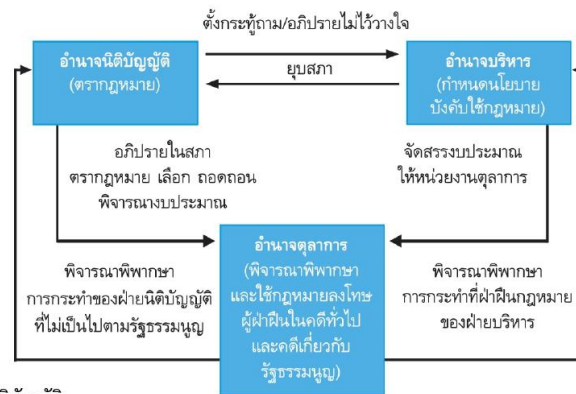 ตั้งกระทู้ถาม/อภิปรายไม่ไว้วางใจ
อำนาจนิติบัญญัติ
(ตรากฎหมาย)
ยุบสภา
อำนาจบริหาร
(กำหนดนโยบาย
บังคับใช้กฎหมาย)
อภิปรายในสภา
ตรากฎหมาย เลือก ถอดถอน
พิจารณางบประมาณ
จัดสรรงบประมาณ
ให้หน่วยงานตุลาการ
อำนาจตุลาการ
(พิจารณาพิพากษา
และใช้กฎหมายลงโทษ
ผู้ฝ่าฝืนในคดีทั่วไป
และคดีเกี่ยวกับ
รัฐธรรมนูญ)
พิจารณาพิพากษา
การกระทำของฝ่ายนิติบัญญัติ
ที่ไม่เป็นไปตามรัฐธรรมนูญ
พิจารณาพิพากษา
การกระทำที่ฝ่าฝืนกฎหมาย
ของฝ่ายบริหาร